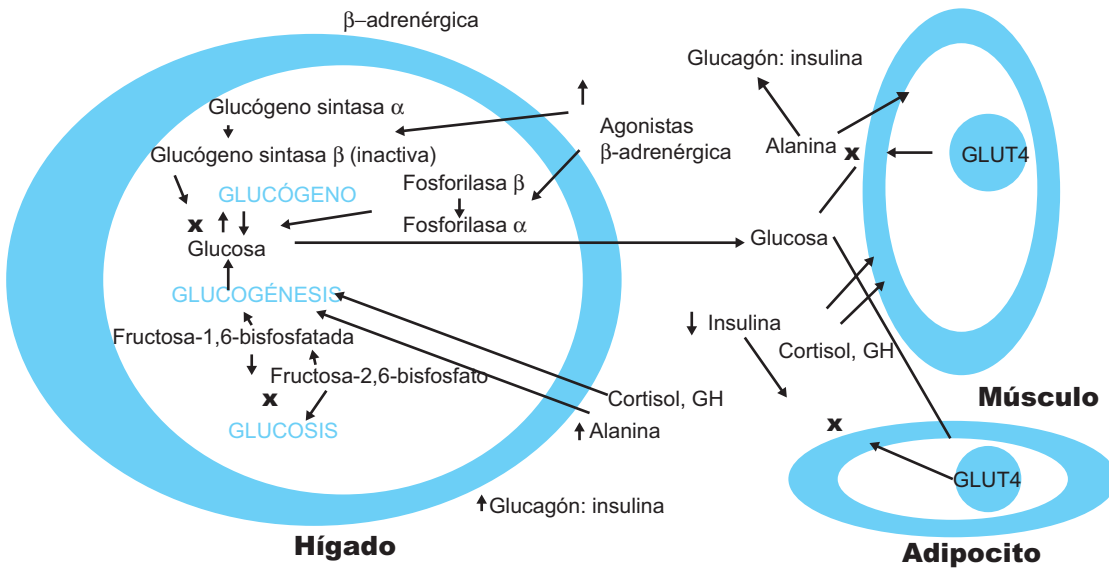 β–adrenérgica
Glucógeno sintasa α
Glucógeno sintasa β (inactiva)
GLUCÓGENO
Fosforilasa β
Fosforilasa α
x
Glucosa
GLUCOGÉNESIS
Fructosa-1,6-bisfosfatada
Fructosa-2,6-bisfosfato
x
GLUCOSIS
Agonistas
β-adrenérgica
Cortisol, GH
Alanina
Glucagón: insulina
Hígado
Glucagón: insulina
Alanina
x
GLUT4
Glucosa
Insulina
Cortisol, GH
Músculo
x
GLUT4
Adipocito